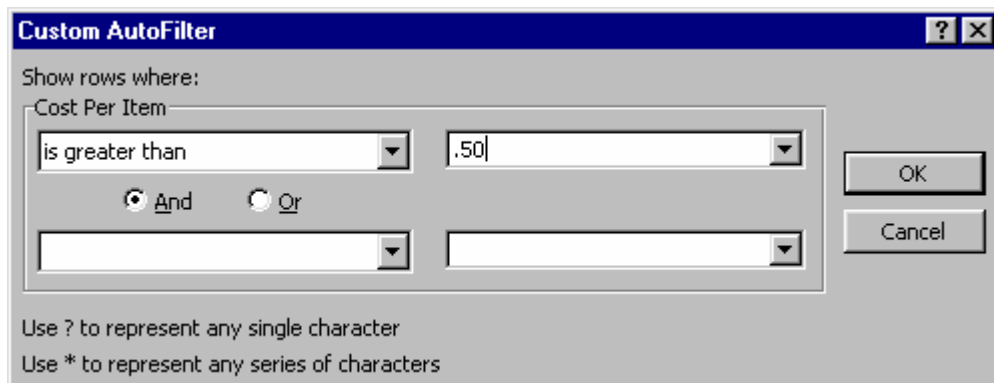 Custom AutoFilter
Show rows where:
Cost Per Item
is greater than .50
And Or
OK
Cancel
Use ? to represent any single character
Use * to represent any series of characters